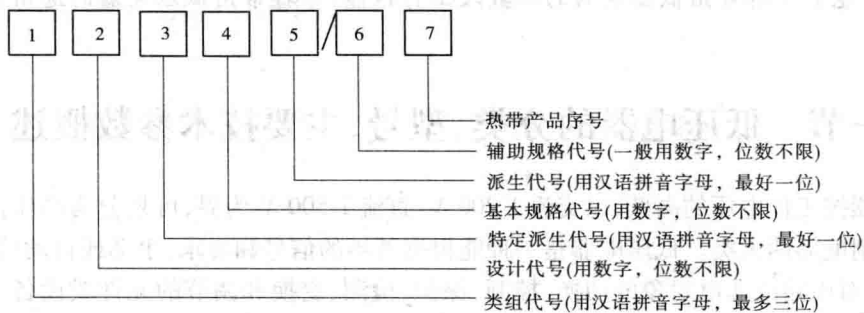 1 2 3 4 5 / 6 7
热带产品序号
辅助规格代号(一般用数字，位数不限)
派生代号(用汉语拼音字母，最好一位)
基本规格代号(用数字，位数不限)
特定派生代号(用汉语拼音字母，最好一位)
设计代号(用数字，位数不限)
类组代号(用汉语拼音字母，最多三位)